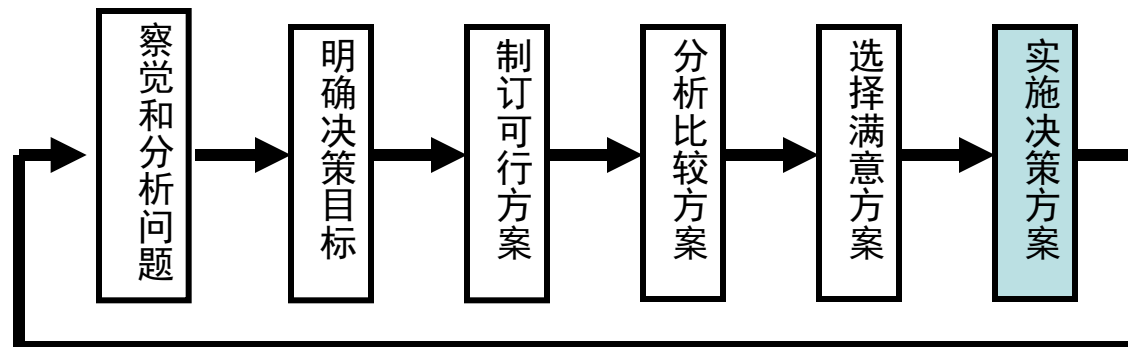 察觉和分析问题
明确决策目标
制订可行方案
分析比较方案
选择满意方案
实施决策方案